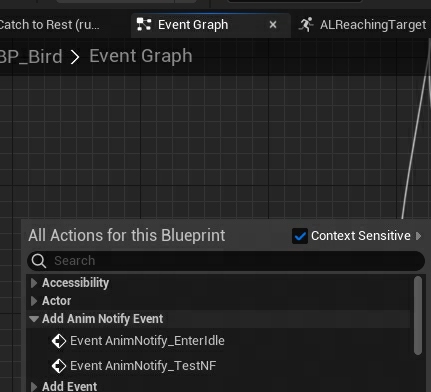 Catch to Rest (ru...
Event Graph
ALReachingTarget
BP_Bird > Event Graph
All Actions for this Blueprint
Context Sensitive
Search
Accessibility
Actor
Add Anim Notify Event
Event AnimNotify_EnterIdle
Event AnimNotify_TestNF
Add Event